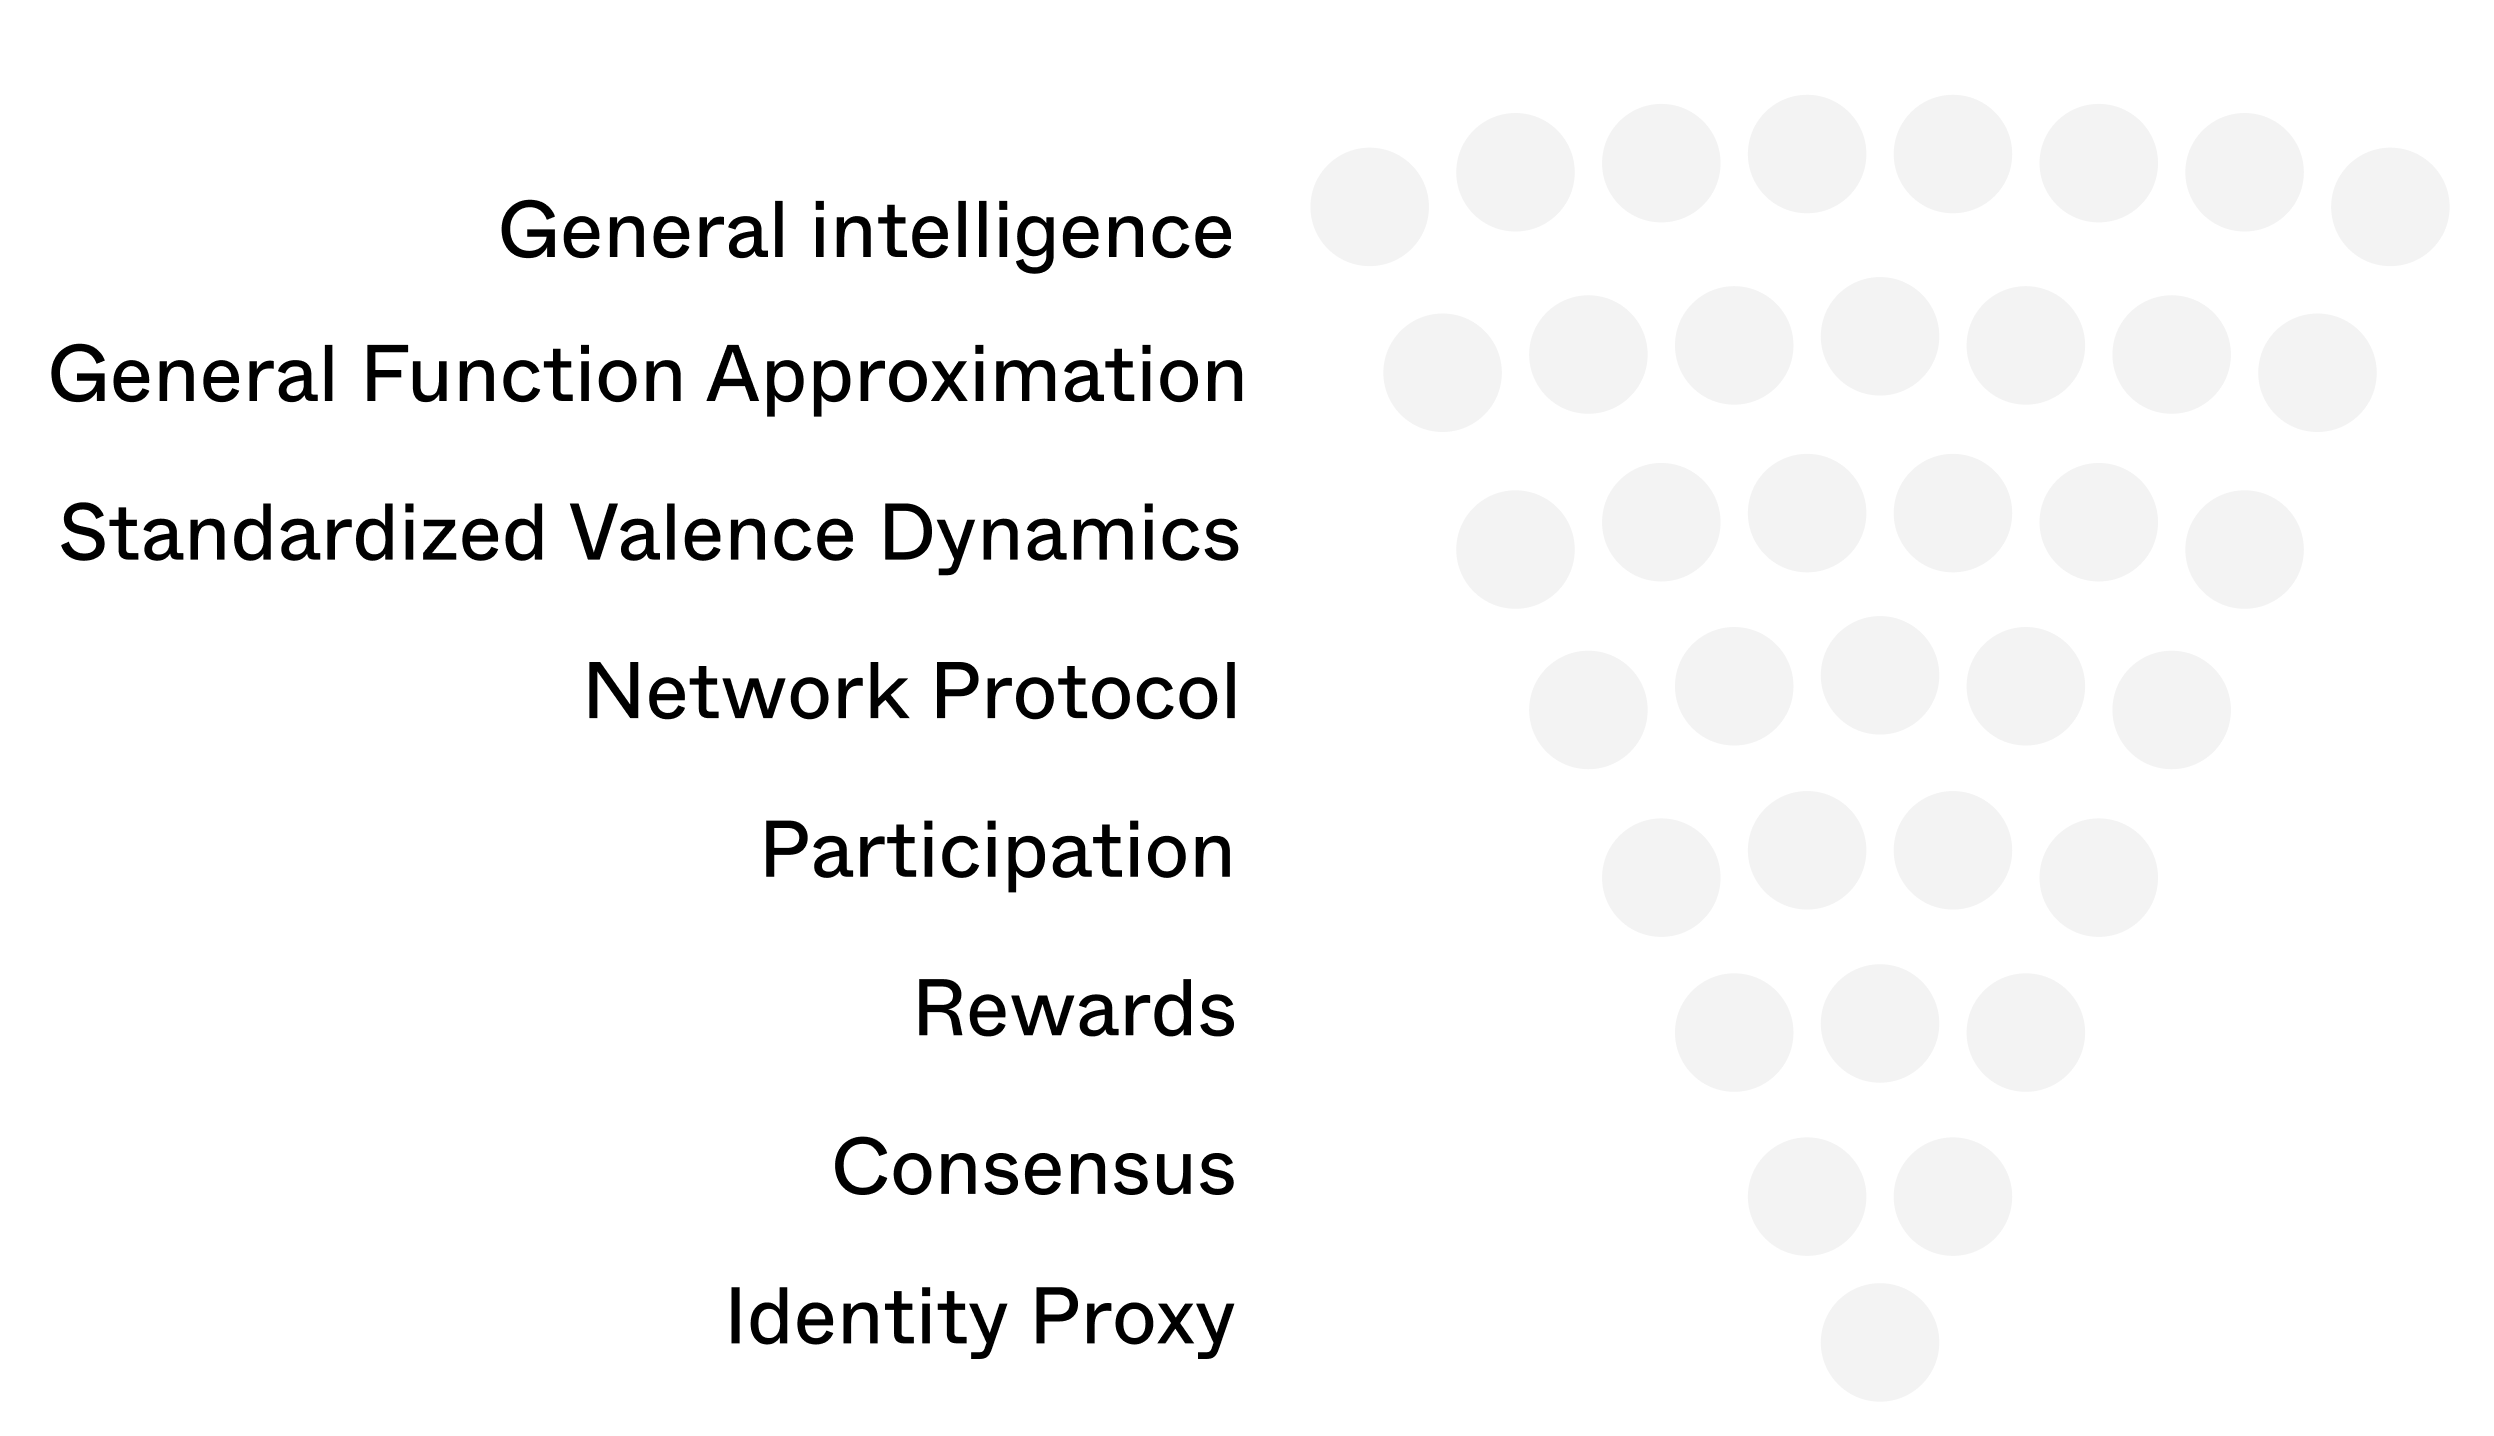 General intelligence
General Function Approximation
Standardized Valence Dynamics
Network Protocol
Participation
Rewards
Consensus
Identity Proxy